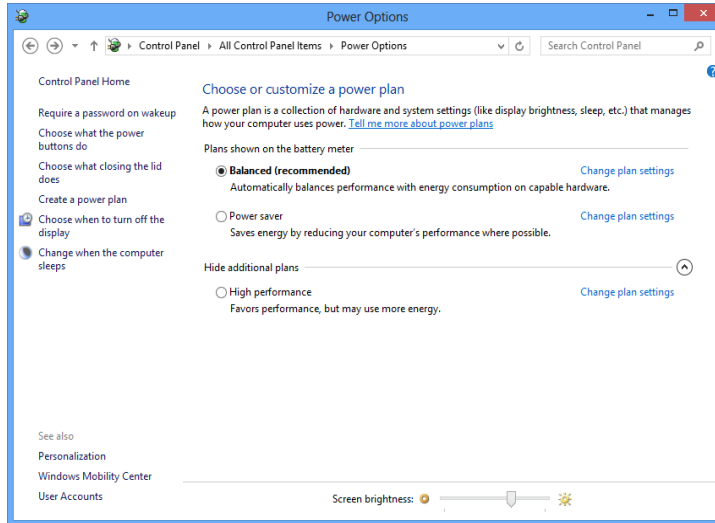 Power Options
Control Panel
All Control Panel Items
Power Options
Search Control Panel
Control Panel Home
Require a password on wakeup
Choose what the power
buttons do
Choose what closing the lid
does
Create a power plan
Choose when to turn off the
display
Change when the computer
sleeps
See also
Personalization
Windows Mobility Center
User Accounts
Choose or customize a power plan
A power plan is a collection of hardware and system settings (like display brightness, sleep, etc.) that manages
how your computer uses power. Tell me more about power plans
Plans shown on the battery meter
Balanced (recommended) Change plan settings
Automatically balances performance with energy consumption on capable hardware.
Power saver Change plan settings
Saves energy by reducing your computer's performance where possible.
Hide additional plans
High performance Change plan settings
Favors performance, but may use more energy.
Screen brightness: